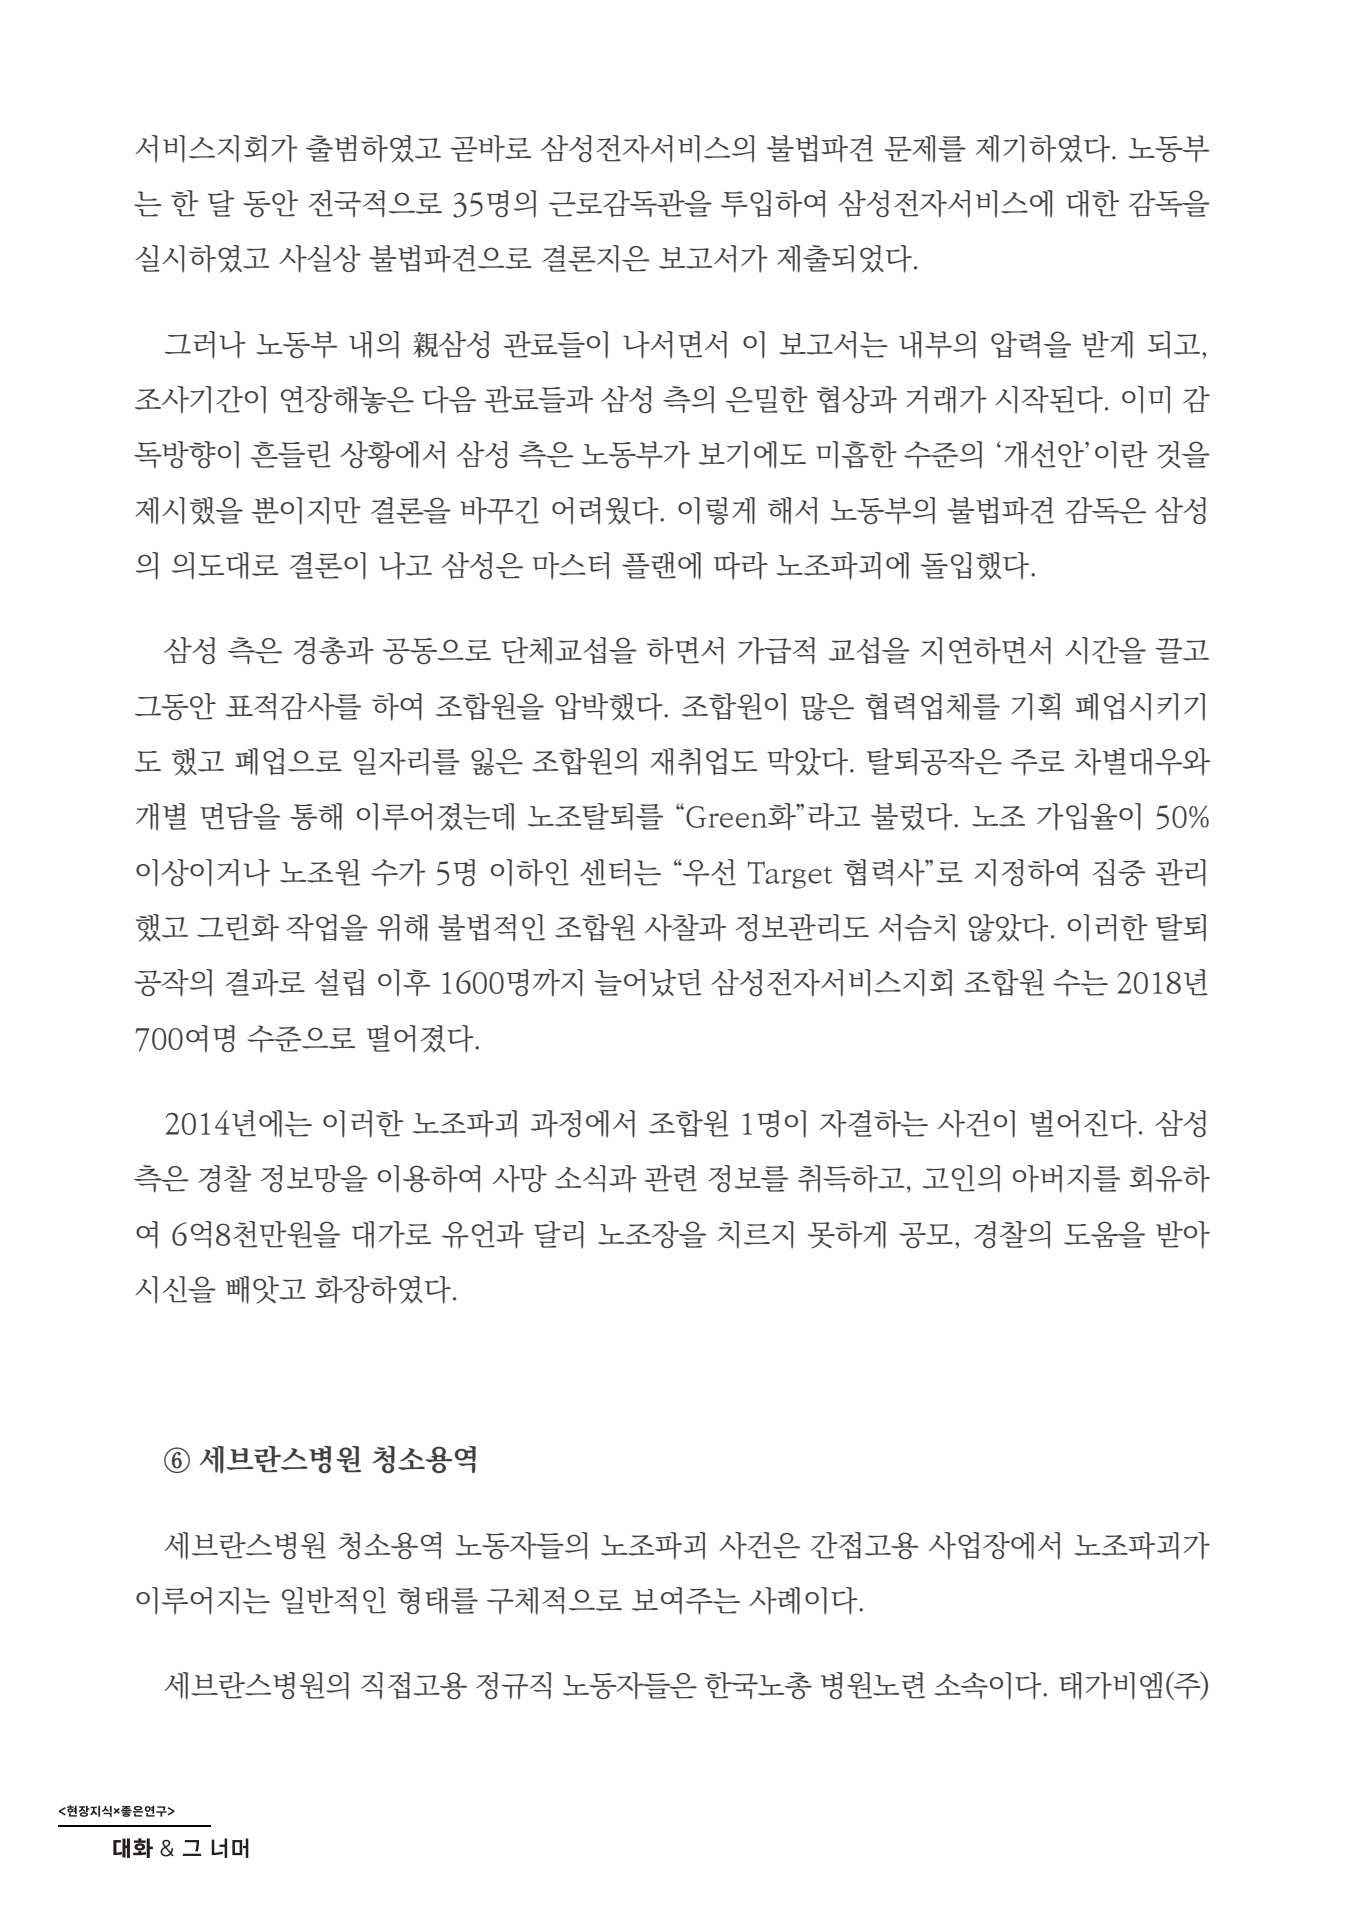 서비스지회가 출범하였고 곧바로 삼성전자서비스의 불법파견 문제를 제기하였다. 노동부
는 한 달 동안 전국적으로 35명의 근로감독관을 투입하여 삼성전자서비스에 대한 감독을
실시하였고 사실상 불법파견으로 결론지은 보고서가 제출되었다.
그러나 노동부 내의 親삼성 관료들이 나서면서 이 보고서는 내부의 압력을 받게 되고,
조사기간이 연장해놓은 다음 관료들과 삼성 측의 은밀한 협상과 거래가 시작된다. 이미 감
독방향이 흔들린 상황에서 삼성 측은 노동부가 보기에도 미흡한 수준의 ‘개선안’이란 것을
제시했을 뿐이지만 결론을 바꾸긴 어려웠다. 이렇게 해서 노동부의 불법파견 감독은 삼성
의 의도대로 결론이 나고 삼성은 마스터 플랜에 따라 노조파괴에 돌입했다.
삼성 측은 경총과 공동으로 단체교섭을 하면서 가급적 교섭을 지연하면서 시간을 끌고
그동안 표적감사를 하여 조합원을 압박했다. 조합원이 많은 협력업체를 기획 폐업시키기
도 했고 폐업으로 일자리를 잃은 조합원의 재취업도 막았다. 탈퇴공작은 주로 차별대우와
개별 면담을 통해 이루어졌는데 노조탈퇴를 “Green화”라고 불렀다. 노조 가입율이 50%
이상이거나 노조원 수가 5명 이하인 센터는 “우선 Target 협력사”로 지정하여 집중 관리
했고 그린화 작업을 위해 불법적인 조합원 사찰과 정보관리도 서슴치 않았다. 이러한 탈퇴
공작의 결과로 설립 이후 1600명까지 늘어났던 삼성전자서비스지회 조합원 수는 2018년
700여명 수준으로 떨어졌다.
2014년에는 이러한 노조파괴 과정에서 조합원 1명이 자결하는 사건이 벌어진다. 삼성
측은 경찰 정보망을 이용하여 사망 소식과 관련 정보를 취득하고, 고인의 아버지를 회유하
여 6억8천만원을 대가로 유언과 달리 노조장을 치르지 못하게 공모, 경찰의 도움을 받아
시신을 빼앗고 화장하였다.
⑥ 세브란스병원 청소용역
세브란스병원 청소용역 노동자들의 노조파괴 사건은 간접고용 사업장에서 노조파괴가
이루어지는 일반적인 형태를 구체적으로 보여주는 사례이다.
세브란스병원의 직접고용 정규직 노동자들은 한국노총 병원노련 소속이다. 태가비엠(주)
<현장지식×좋은연구>
대화 & 그 너머